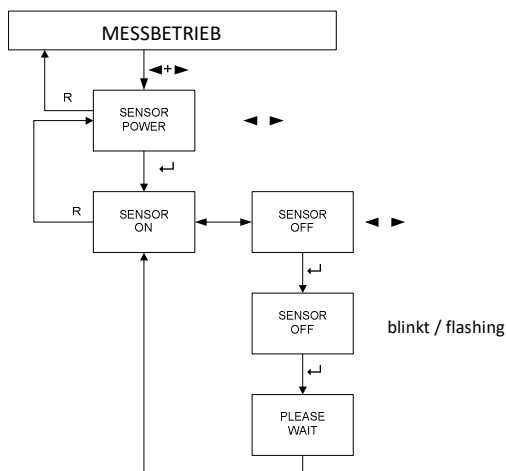 MESSBETRIEB
◄+►
R
SENSOR
POWER
◄ ►
↵
R
SENSOR
ON
SENSOR
OFF
◄ ►
↵
SENSOR
OFF
blinkt / flashing
↵
PLEASE
WAIT